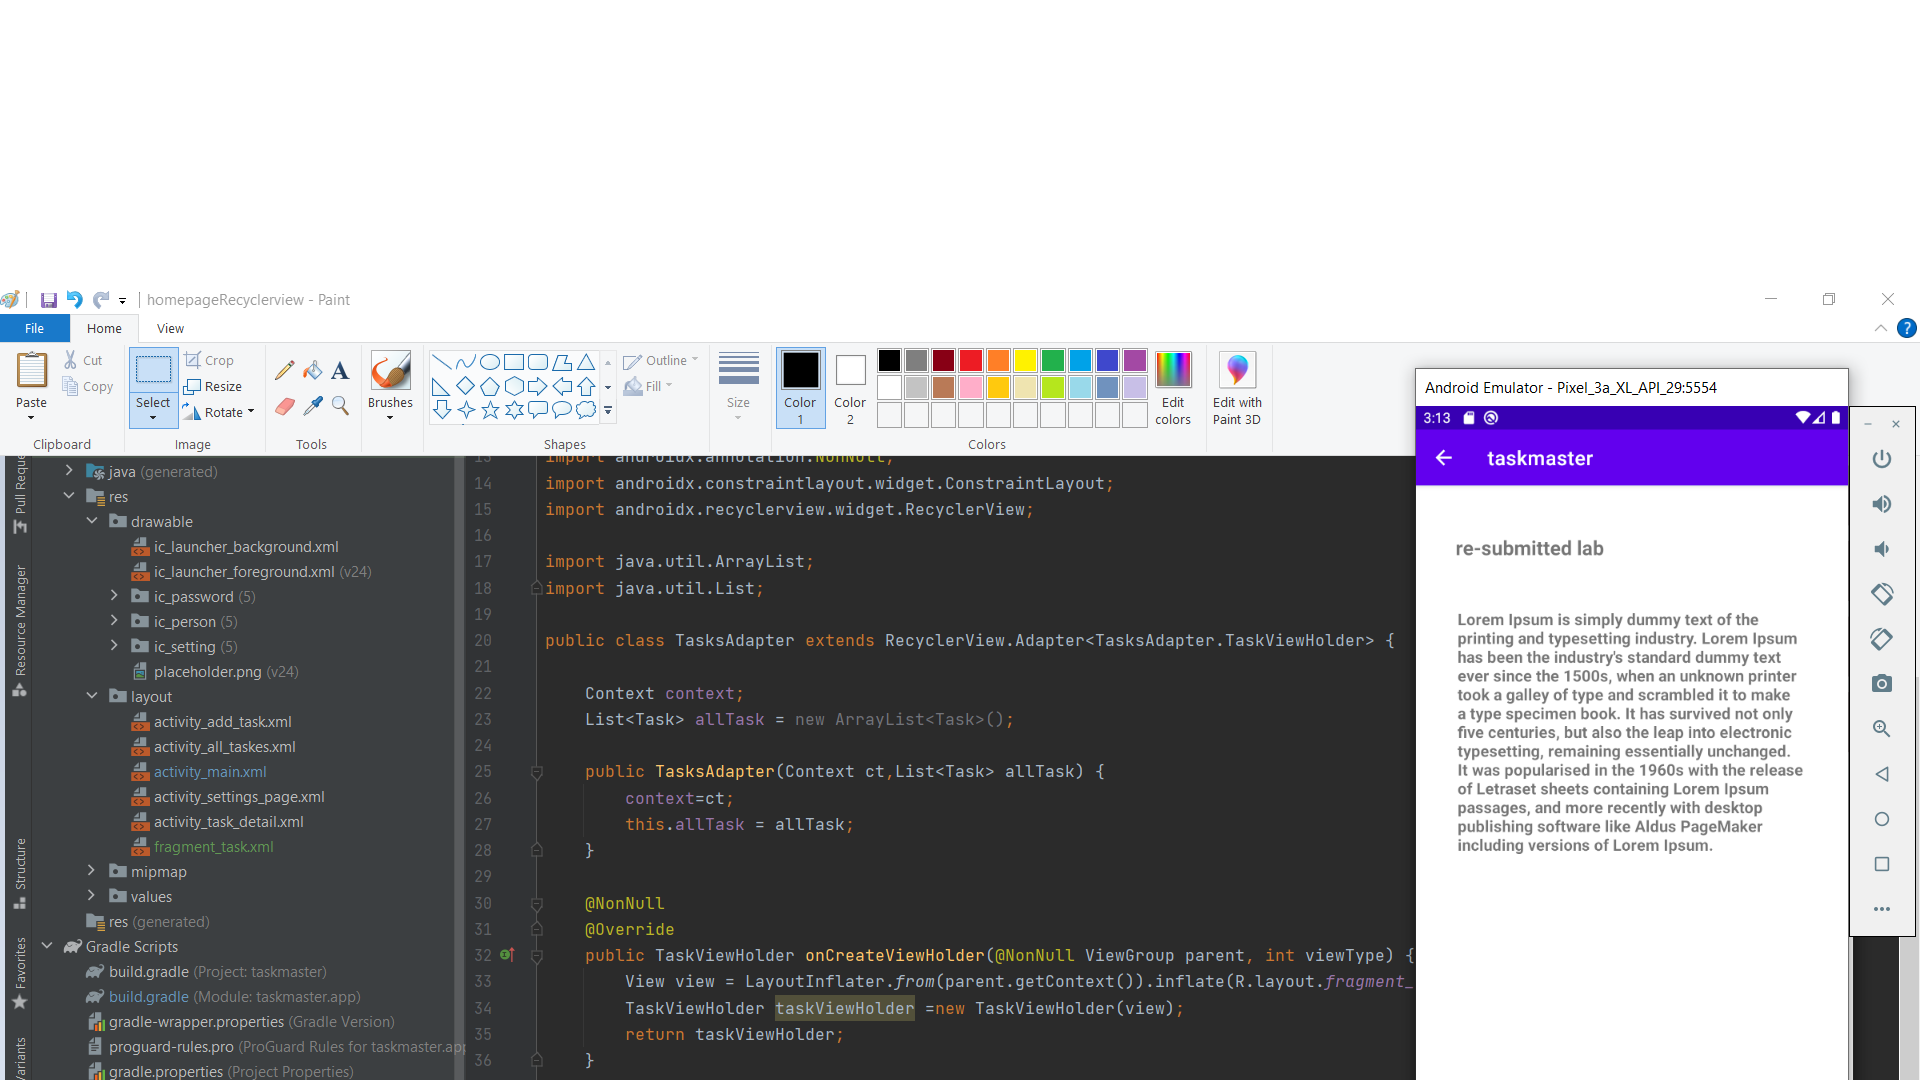 homepageRecyclerview - Paint
File
Home
View
Paste
Cut
Copy
Clipboard
Select
Crop
Resize
Rotate
Image
Tools
Brushes
Shapes
Outline
Fill
Size
Color
1
Color
2
Edit
colors
Colors
Edit with
Paint 3D
Pull Reque
Resource Manager
Structure
Favorites
java (generated)
res
drawable
ic_launcher_background.xml
ic_launcher_foreground.xml (v24)
ic_password (5)
ic_person (5)
ic_setting (5)
placeholder.png (v24)
layout
activity_add_task.xml
activity_all_taskes.xml
activity_main.xml
activity_settings_page.xml
activity_task_detail.xml
fragment_task.xml
mipmap
values
res (generated)
Gradle Scripts
build.gradle (Project: taskmaster)
build.gradle (Module: taskmaster.app)
gradle-wrapper.properties (Gradle Version)
proguard-rules.pro (ProGuard Rules for taskmaster.app
gradle.properties (Project Properties)
13 import androidx.annotation.NonNull;
14 import androidx.constraintlayout.widget.ConstraintLayout;
15 import androidx.recyclerview.widget.RecyclerView;
16
17 import java.util.ArrayList;
18 import java.util.List;
19
20 public class TasksAdapter extends RecyclerView.Adapter<TasksAdapter.TaskViewHolder> {
21
22 Context context;
23 List<Task> allTask = new ArrayList<Task>();
24
25 public TasksAdapter(Context ct,List<Task> allTask) {
26 context=ct;
27 this.allTask = allTask;
28 }
29
30 @NonNull
31 @Override
32 public TaskViewHolder onCreateViewHolder(@NonNull ViewGroup parent, int viewType) {
33 View view = LayoutInflater.from(parent.getContext()).inflate(R.layout.fragment_
34 TaskViewHolder taskViewHolder =new TaskViewHolder(view);
35 return taskViewHolder;
36 }
Android Emulator - Pixel_3a_XL_API_29:5554
3:13
taskmaster
re-submitted lab
Lorem Ipsum is simply dummy text of the
printing and typesetting industry. Lorem Ipsum
has been the industry's standard dummy text
ever since the 1500s, when an unknown printer
took a galley of type and scrambled it to make
a type specimen book. It has survived not only
five centuries, but also the leap into electronic
typesetting, remaining essentially unchanged.
It was popularised in the 1960s with the release
of Letraset sheets containing Lorem Ipsum
passages, and more recently with desktop
publishing software like Aldus PageMaker
including versions of Lorem Ipsum.